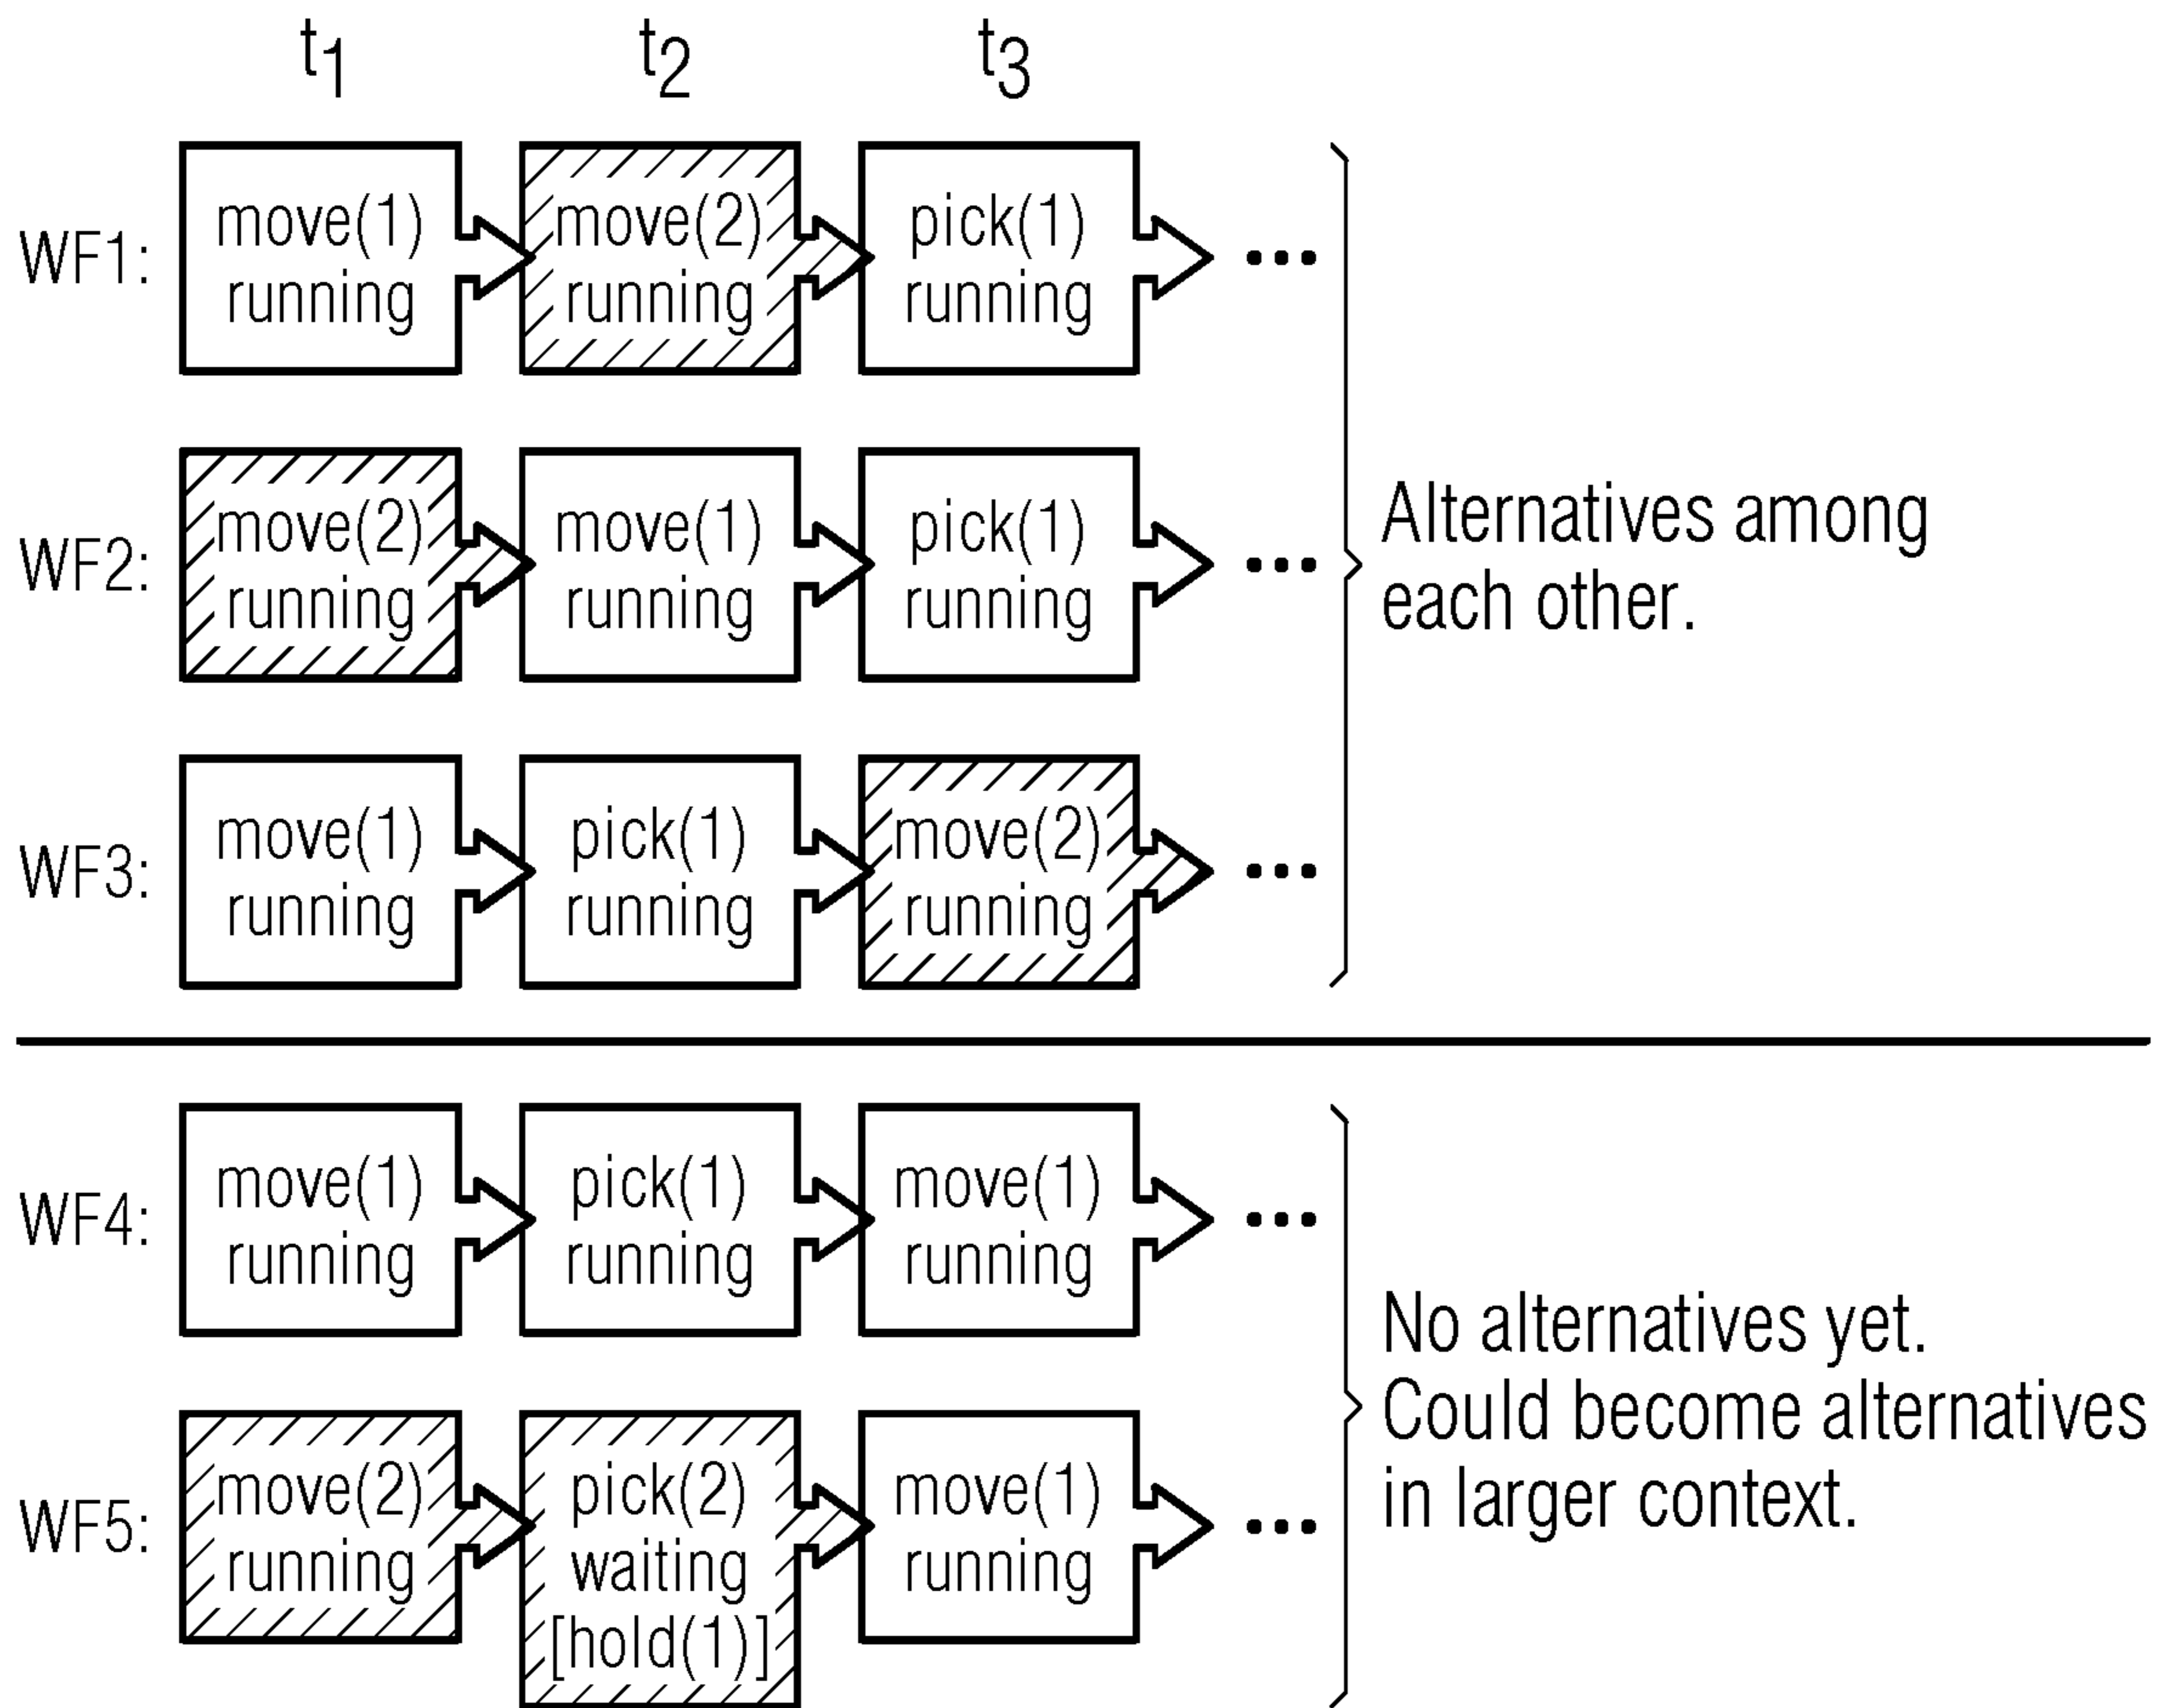 t1 t2 t3
WF1:
move(1)
running
move(2)
running
pick(1)
running
...
WF2:
move(2)
running
move(1)
running
pick(1)
running
...
Alternatives among
each other.
WF3:
move(1)
running
pick(1)
running
move(2)
running
...
WF4:
move(1)
running
pick(1)
running
move(1)
running
...
WF5:
move(2)
running
pick(2)
waiting
[hold(1)]
move(1)
running
...
No alternatives yet.
Could become alternatives
in larger context.